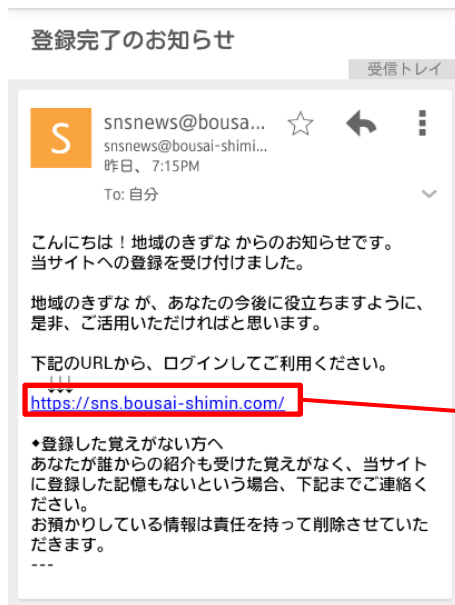 登録完了のお知らせ
受信トレイ
S
snsnews@bousa...
snsnews@bousai-shimi...
昨日、7:15PM
To: 自分
こんにちは！地域のきずな からのお知らせです。
当サイトへの登録を受け付けました。
地域のきずな が、あなたの今後に役立ちますように、
是非、ご活用いただければと思います。
下記のURLから、ログインしてご利用ください。
↓↓↓
https://sns.bousai-shimin.com/
◆登録した覚えがない方へ
あなたが誰からの紹介も受けた覚えがなく、当サイト
に登録した記憶もないという場合、下記までご連絡く
ださい。
お預かりしている情報は責任を持って削除させていた
だきます。
---